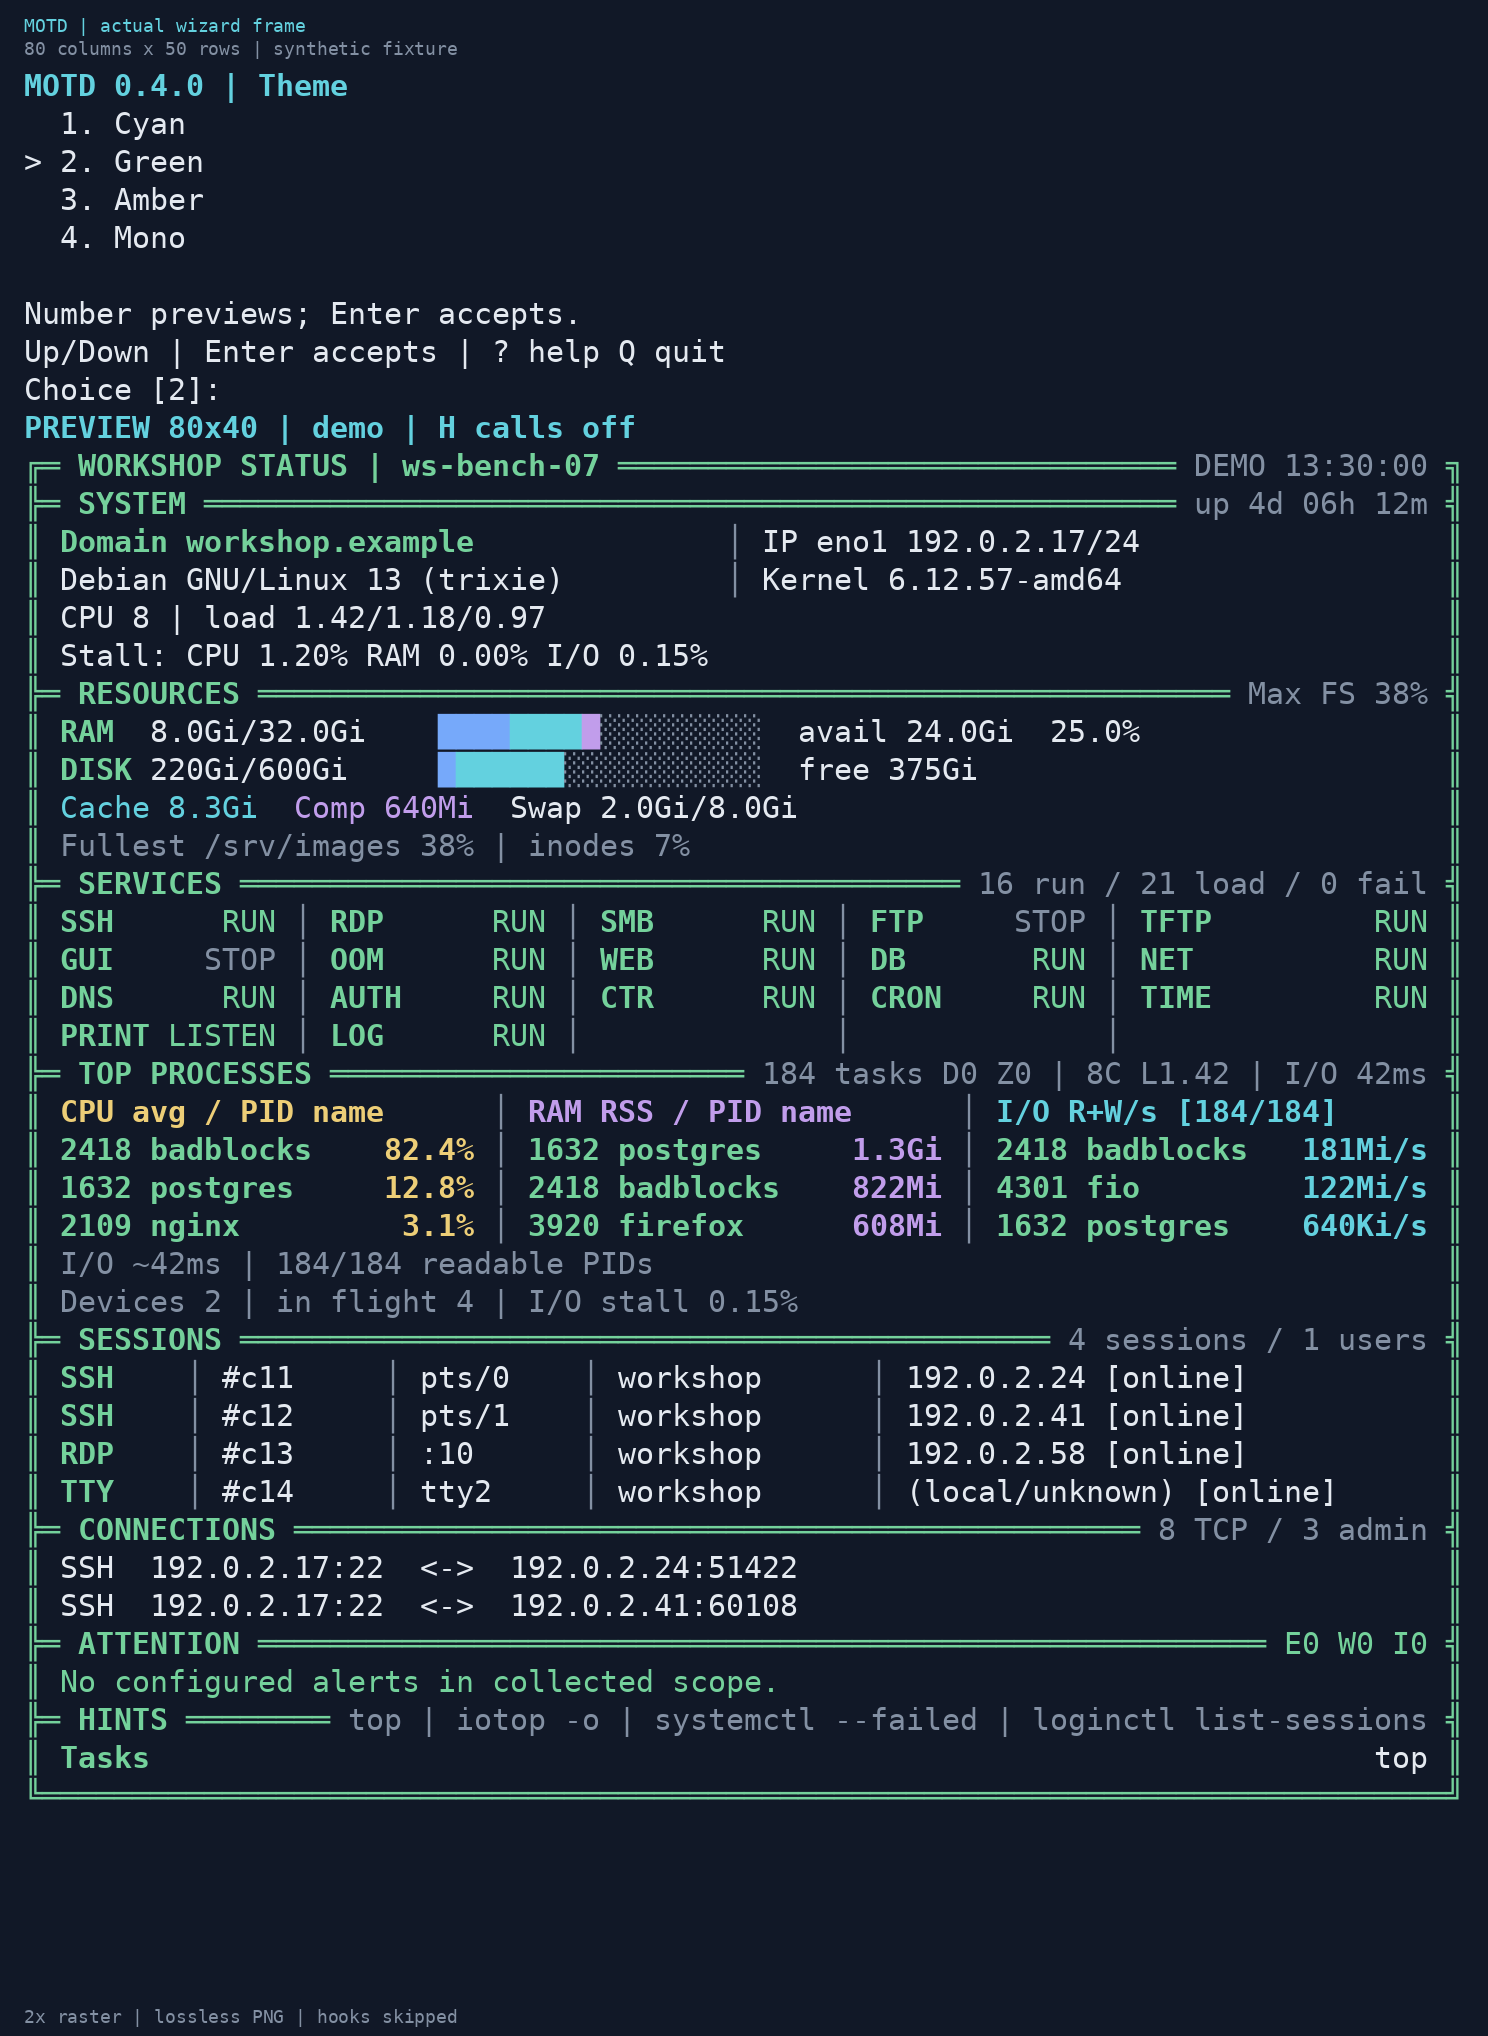 MOTD | actual wizard frame
80 columns x 50 rows | synthetic fixture
MOTD 0.4.0 | Theme
1. Cyan
> 2. Green
3. Amber
4. Mono
Number previews; Enter accepts.
Up/Down | Enter accepts | ? help Q quit
Choice [2]:
PREVIEW 80x40 | demo | H calls off
WORKSHOP STATUS | ws-bench-07 DEMO 13:30:00
SYSTEM up 4d 06h 12m
Domain workshop.example │ IP eno1 192.0.2.17/24
Debian GNU/Linux 13 (trixie) │ Kernel 6.12.57-amd64
CPU 8 | load 1.42/1.18/0.97
Stall: CPU 1.20% RAM 0.00% I/O 0.15%
RESOURCES Max FS 38%
RAM 8.0Gi/32.0Gi avail 24.0Gi 25.0%
DISK 220Gi/600Gi free 375Gi
Cache 8.3Gi Comp 640Mi Swap 2.0Gi/8.0Gi
Fullest /srv/images 38% | inodes 7%
SERVICES 16 run / 21 load / 0 fail
SSH RUN │ RDP RUN │ SMB RUN │ FTP STOP │ TFTP RUN
GUI STOP │ OOM RUN │ WEB RUN │ DB RUN │ NET RUN
DNS RUN │ AUTH RUN │ CTR RUN │ CRON RUN │ TIME RUN
PRINT LISTEN │ LOG RUN │ │ │
TOP PROCESSES 184 tasks D0 Z0 | 8C L1.42 | I/O 42ms
CPU avg / PID name │ RAM RSS / PID name │ I/O R+W/s [184/184]
2418 badblocks 82.4% │ 1632 postgres 1.3Gi │ 2418 badblocks 181Mi/s
1632 postgres 12.8% │ 2418 badblocks 822Mi │ 4301 fio 122Mi/s
2109 nginx 3.1% │ 3920 firefox 608Mi │ 1632 postgres 640Ki/s
I/O ~42ms | 184/184 readable PIDs
Devices 2 | in flight 4 | I/O stall 0.15%
SESSIONS 4 sessions / 1 users
SSH │ #c11 │ pts/0 │ workshop │ 192.0.2.24 [online]
SSH │ #c12 │ pts/1 │ workshop │ 192.0.2.41 [online]
RDP │ #c13 │ :10 │ workshop │ 192.0.2.58 [online]
TTY │ #c14 │ tty2 │ workshop │ (local/unknown) [online]
CONNECTIONS 8 TCP / 3 admin
SSH 192.0.2.17:22 <-> 192.0.2.24:51422
SSH 192.0.2.17:22 <-> 192.0.2.41:60108
ATTENTION E0 W0 I0
No configured alerts in collected scope.
HINTS top | iotop -o | systemctl --failed | loginctl list-sessions
Tasks top
2x raster | lossless PNG | hooks skipped